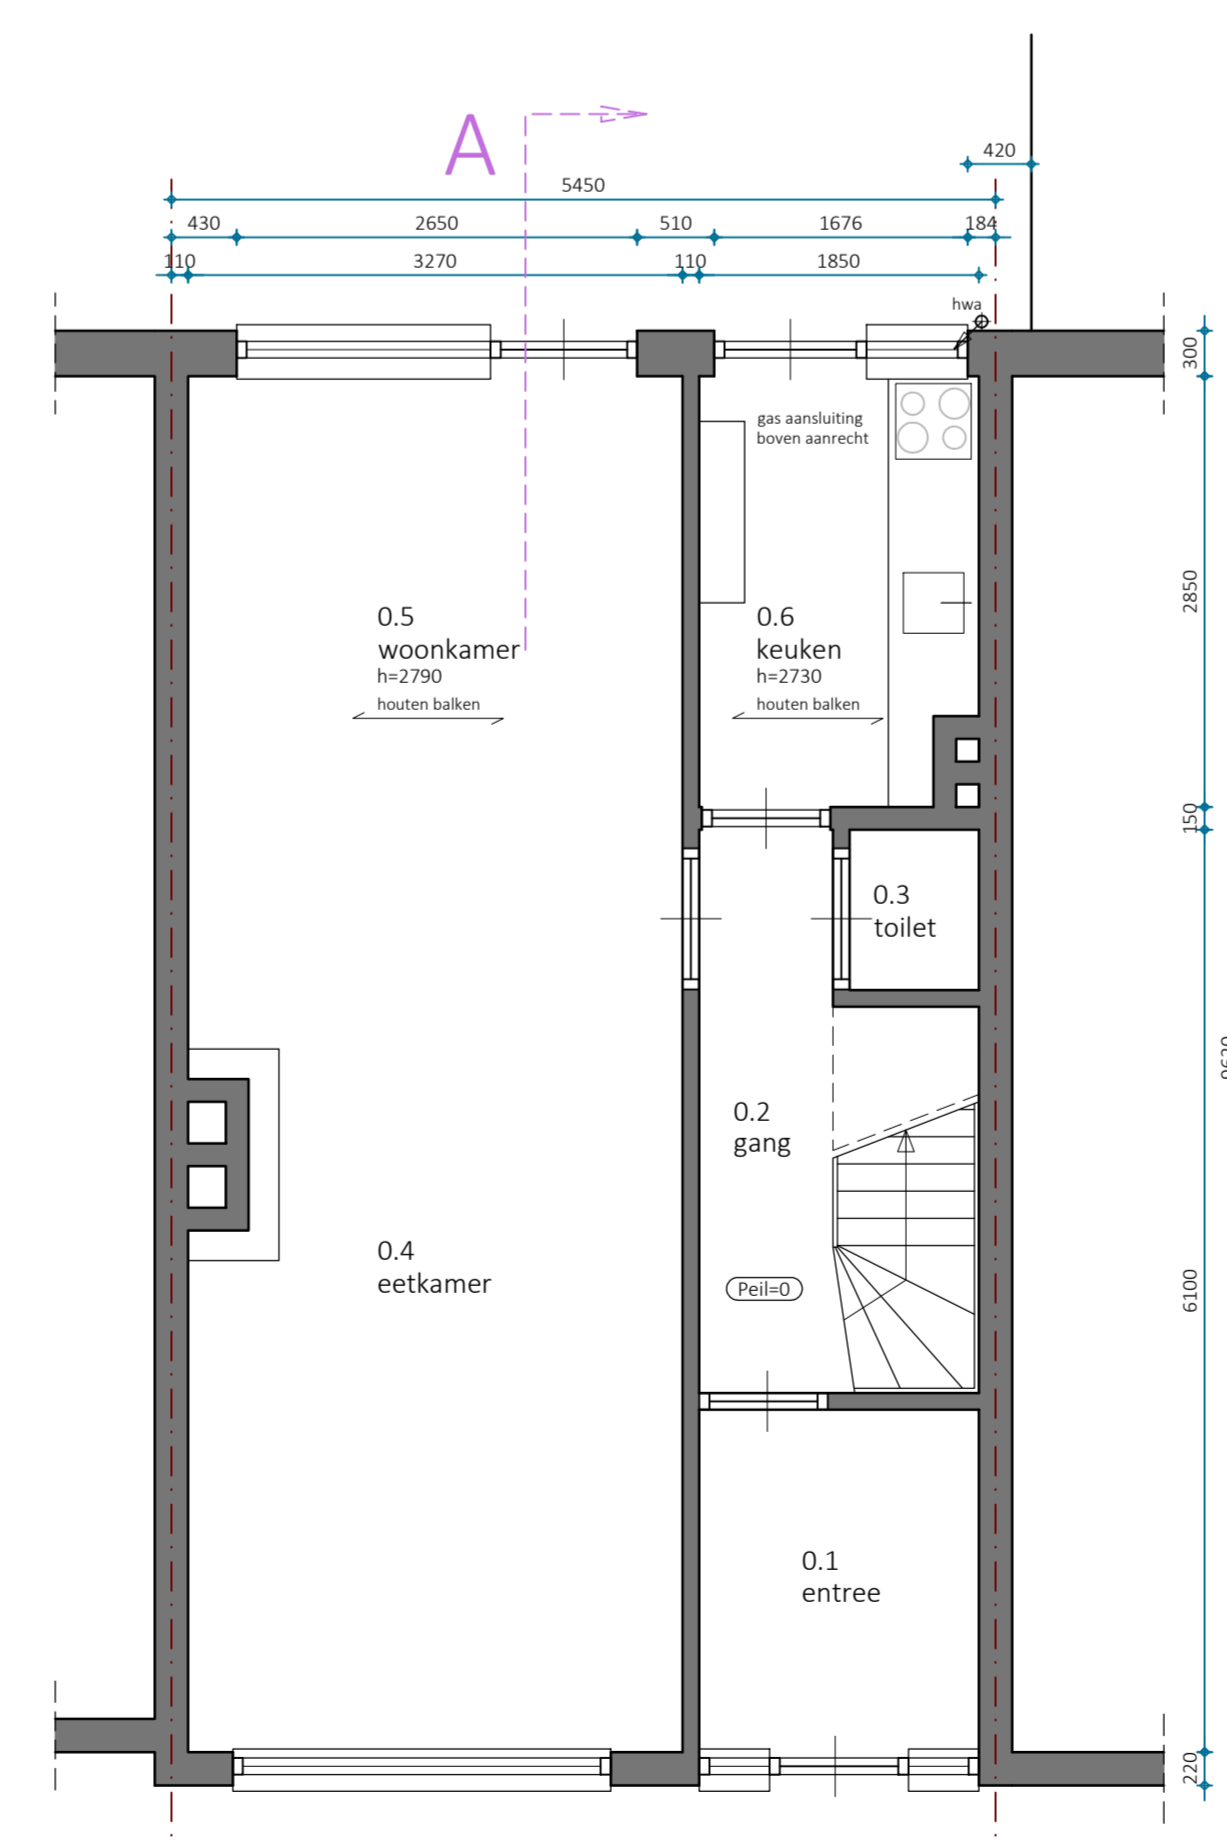 A
420
5450
430 2650 510 1676 184
110 3270 110 1850
hwa
300
gas aansluiting
boven aanrecht
2850
0.5
woonkamer
h=2790
houten balken
0.6
keuken
h=2730
houten balken
150
0.3
toilet
0.2
gang
0.4
eetkamer
Peil=0
6100
0.1
entree
220